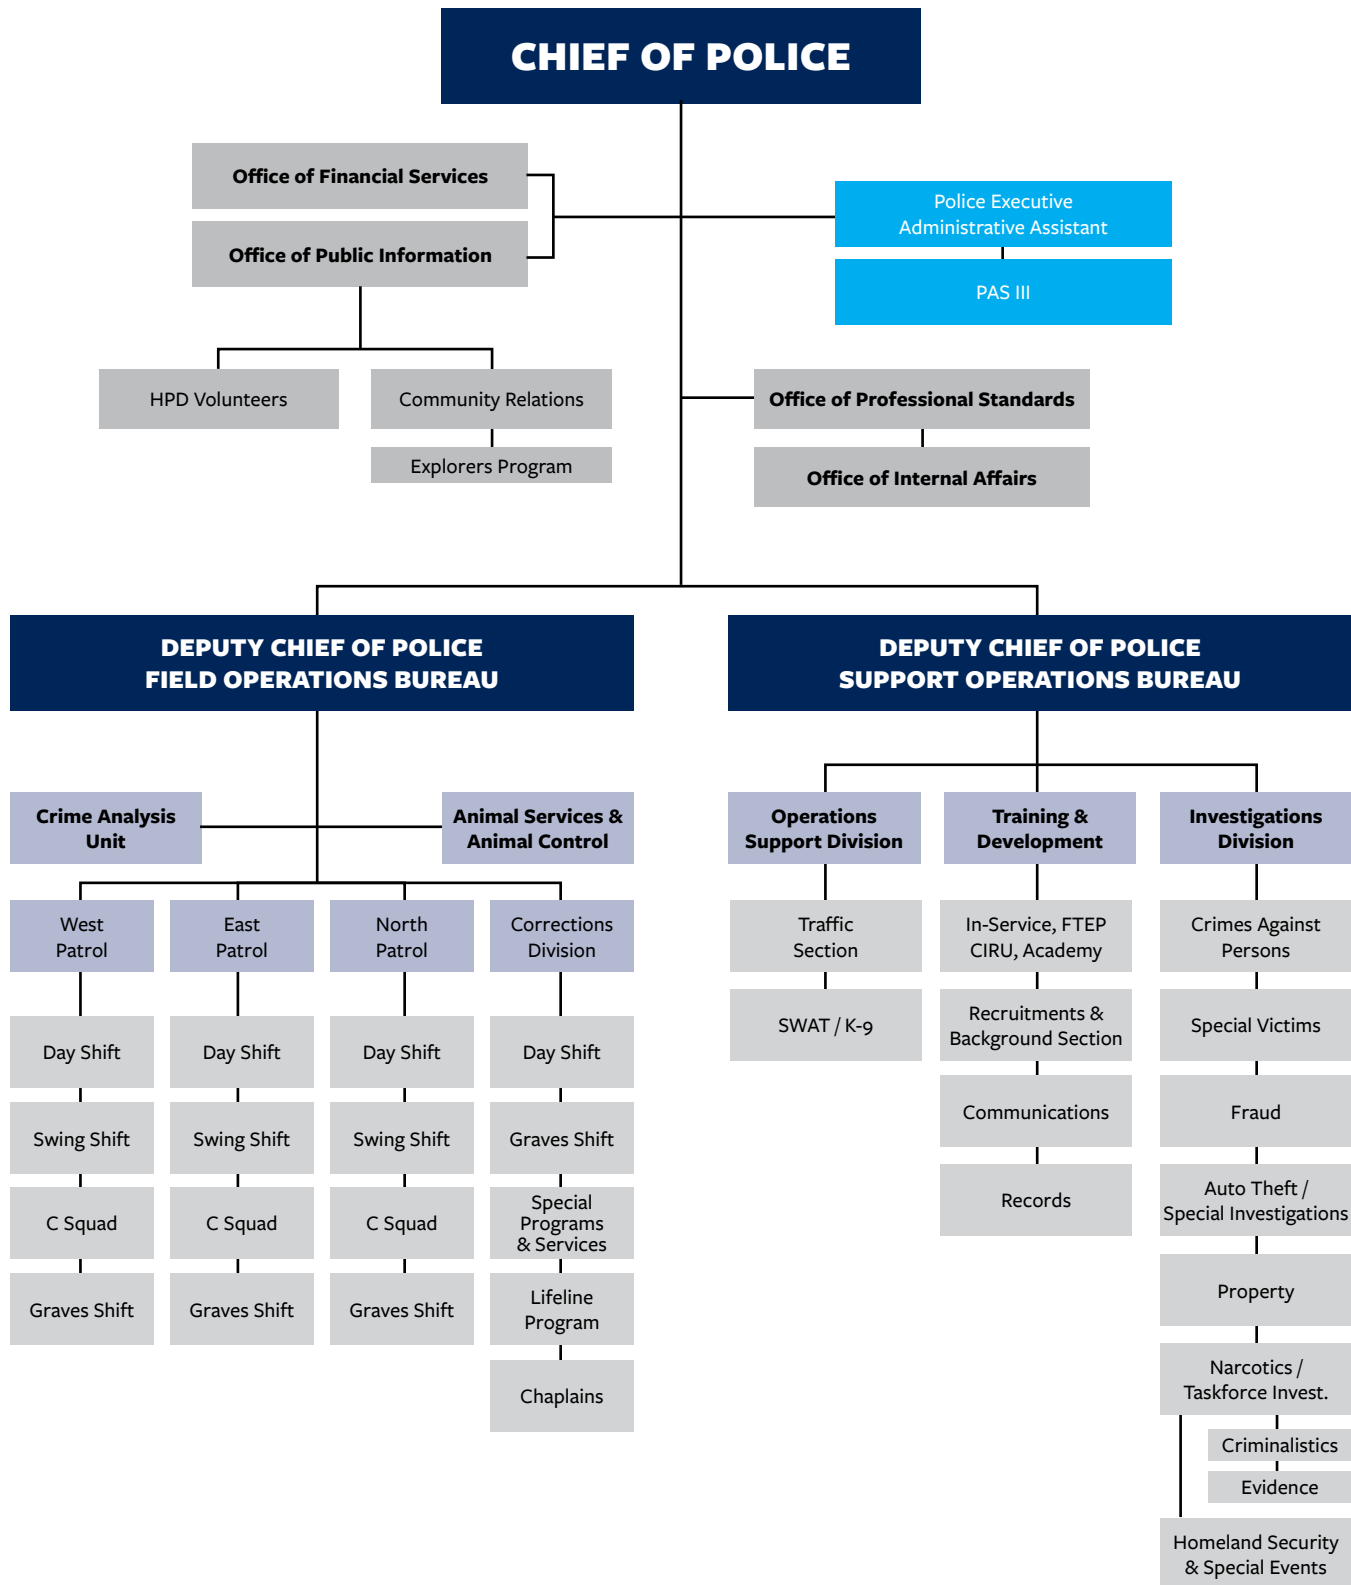 CHIEF OF POLICE
Office of Financial Services
Office of Public Information
Police Executive
Administrative Assistant
PAS III
HPD Volunteers
Community Relations
Explorers Program
Office of Professional Standards
Office of Internal Affairs
DEPUTY CHIEF OF POLICE
FIELD OPERATIONS BUREAU
Crime Analysis
Unit
Animal Services &
Animal Control
West
Patrol
Day Shift
Swing Shift
C Squad
Graves Shift
East
Patrol
Day Shift
Swing Shift
C Squad
Graves Shift
North
Patrol
Day Shift
Swing Shift
C Squad
Graves Shift
Corrections
Division
Day Shift
Graves Shift
Special
Programs
& Services
Lifeline
Program
Chaplains
DEPUTY CHIEF OF POLICE
SUPPORT OPERATIONS BUREAU
Operations
Support Division
Traffic
Section
SWAT / K-9
Training &
Development
In-Service, FTEP
CIRU, Academy
Recruitments &
Background Section
Communications
Records
Investigations
Division
Crimes Against
Persons
Special Victims
Fraud
Auto Theft /
Special Investigations
Property
Narcotics /
Taskforce Invest.
Criminalistics
Evidence
Homeland Security
& Special Events